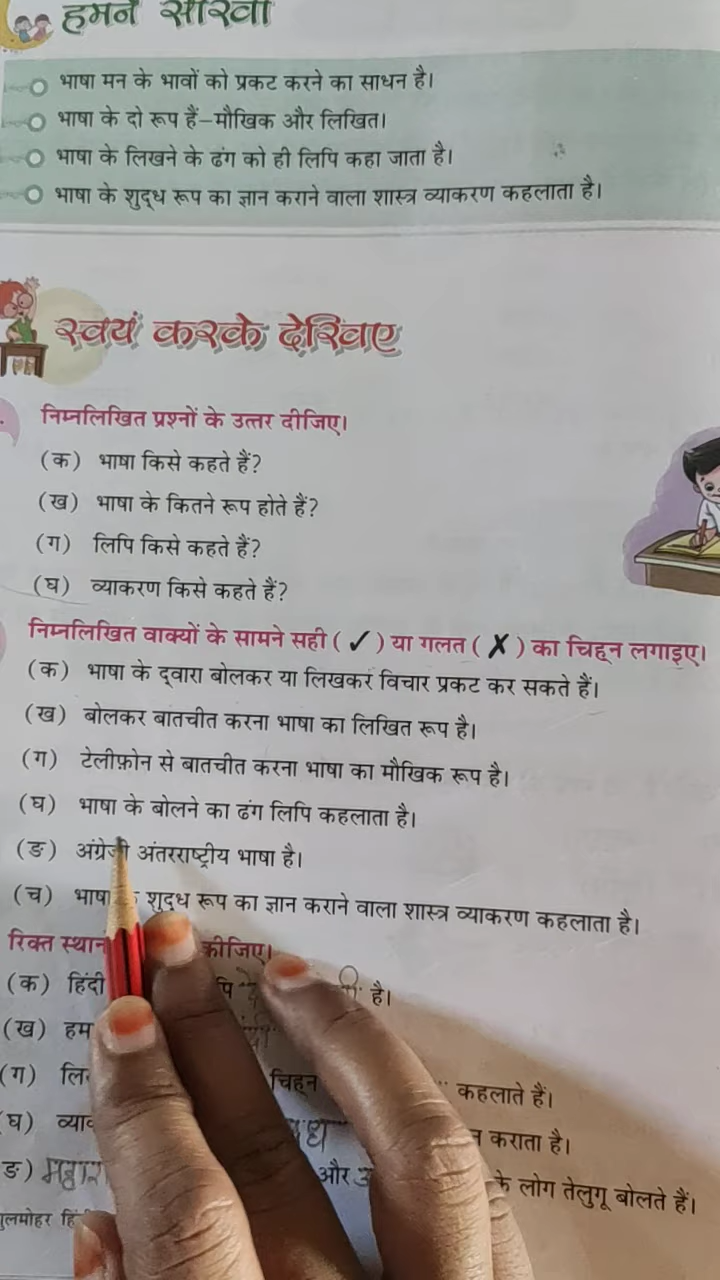 हमने सीखा
भाषा मन के भावों को प्रकट करने का साधन है।
भाषा के दो रूप हैं–मौखिक और लिखित।
भाषा के लिखने के ढंग को ही लिपि कहा जाता है।
भाषा के शुद्ध रूप का ज्ञान कराने वाला शास्त्र व्याकरण कहलाता है।
स्वयं करके देखिए
निम्नलिखित प्रश्नों के उत्तर दीजिए।
(क) भाषा किसे कहते हैं?
(ख) भाषा के कितने रूप होते हैं?
(ग) लिपि किसे कहते हैं?
(घ) व्याकरण किसे कहते हैं?
निम्नलिखित वाक्यों के सामने सही (✓) या गलत (✗) का चिह्न लगाइए।
(क) भाषा के द्वारा बोलकर या लिखकर विचार प्रकट कर सकते हैं।
(ख) बोलकर बातचीत करना भाषा का लिखित रूप है।
(ग) टेलीफ़ोन से बातचीत करना भाषा का मौखिक रूप है।
(घ) भाषा के बोलने का ढंग लिपि कहलाता है।
(ङ) अंग्रेजी अंतरराष्ट्रीय भाषा है।
(च) भाषा शुद्ध रूप का ज्ञान कराने वाला शास्त्र व्याकरण कहलाता है।
रिक्त स्थान कीजिए।
(क) हिंदी है।
(ख) हम
(ग) चिह्न कहलाते हैं।
(घ) कराता है।
(ङ) और के लोग तेलुगू बोलते हैं।